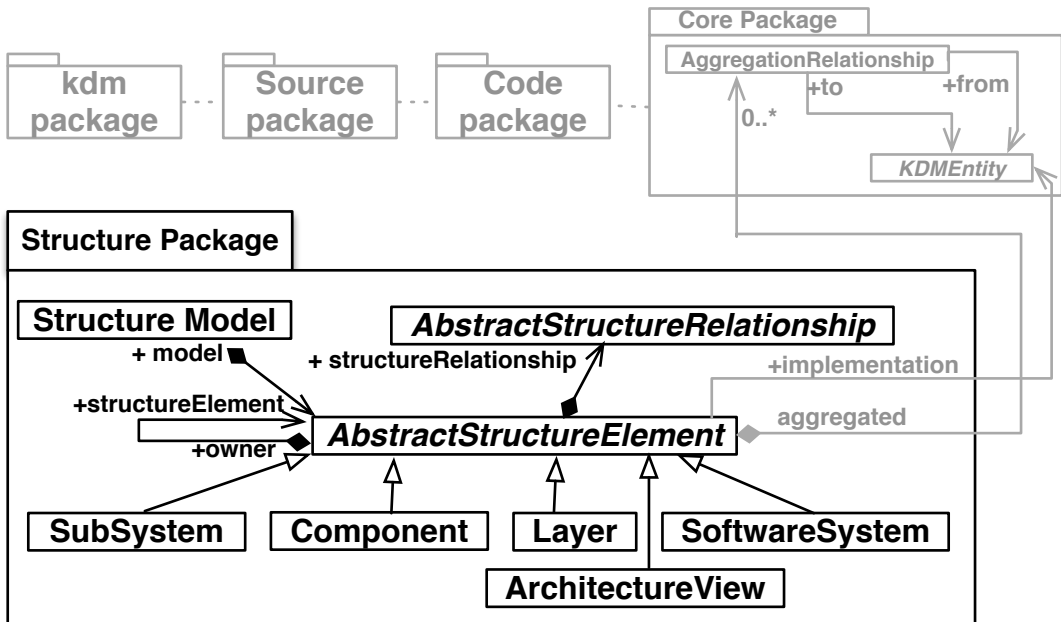 Core Package
kdm
package
Source
package
Code
package
AggregationRelationship
+to
+from
0..*
KDMEntity
Structure Package
Structure Model
AbstractStructureRelationship
+ model
+ structureRelationship
+implementation
+structureElement
aggregated
AbstractStructureElement
+owner
SubSystem
Component
Layer
SoftwareSystem
ArchitectureView